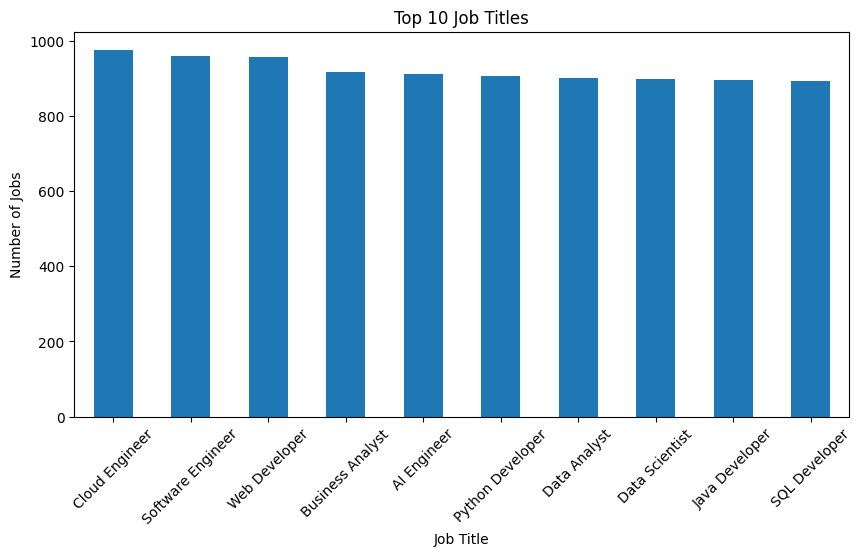 Top 10 Job Titles
1000
800
600
400
200
0
Number of Jobs
Cloud Engineer
Software Engineer
Web Developer
Business Analyst
AI Engineer
Python Developer
Data Analyst
Data Scientist
Java Developer
SQL Developer
Job Title